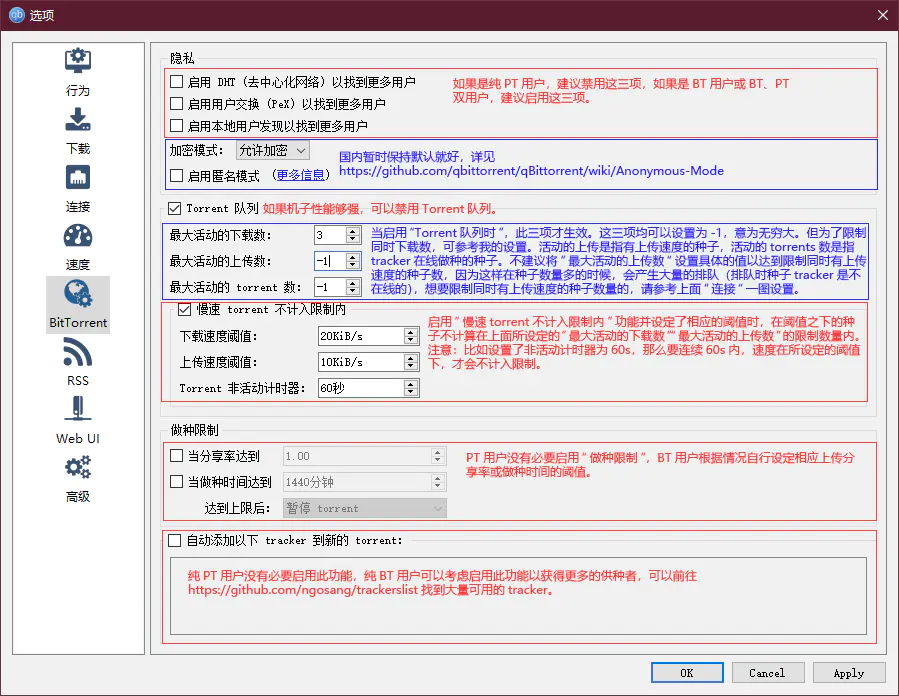 选项
行为
下载
连接
速度
BitTorrent
RSS
Web UI
高级
隐私
启用 DHT (去中心化网络) 以找到更多用户
启用用户交换 (PeX) 以找到更多用户
启用本地用户发现以找到更多用户
如果是纯 PT 用户，建议禁用这三项，如果是 BT 用户或 BT、PT
双用户，建议启用这三项。
加密模式： 允许加密
启用匿名模式 （更多信息）
国内暂时保持默认就好，详见
https://github.com/qbittorrent/qBittorrent/wiki/Anonymous-Mode
Torrent 队列 如果机子性能够强，可以禁用 Torrent 队列。
最大活动的下载数： 3
最大活动的上传数： -1
最大活动的 torrent 数： -1
当启用“Torrent 队列时”，此三项才生效。这三项均可以设置为 -1，意为无穷大。但为了限制
同时下载数，可参考我的设置。活动的上传是指有上传速度的种子，活动的 torrents 数是指
tracker 在线做种的种子。不建议将“最大活动的上传数”设置具体的值以达到限制同时有上传
速度的种子数，因为这样在种子数量多的时候，会产生大量的排队（排队时种子 tracker 是不
在线的），想要限制同时有上传速度的种子数量的，请参考上面“连接”一图设置。
慢速 torrent 不计入限制内
下载速度阈值： 20KiB/s
上传速度阈值： 10KiB/s
Torrent 非活动计时器： 60秒
启用“慢速 torrent 不计入限制内”功能并设定了相应的阈值时，在阈值之下的种
子不计算在上面所设定的“最大活动的下载数”“最大活动的上传数”的限制数量内。
注意：比如设置了非活动计时器为 60s，那么要连续 60s 内，速度在所设定的阈值
下，才会不计入限制。
做种限制
当分享率达到 1.00
当做种时间达到 1440分钟
达到上限后： 暂停 torrent
PT 用户没有必要启用“做种限制”，BT 用户根据情况自行设定相应上传分
享率或做种时间的阈值。
自动添加以下 tracker 到新的 torrent:
纯 PT 用户没有必要启用此功能，纯 BT 用户可以考虑启用此功能以获得更多的供种者，可以前往
https://github.com/ngosang/trackerslist 找到大量可用的 tracker。
OK
Cancel
Apply